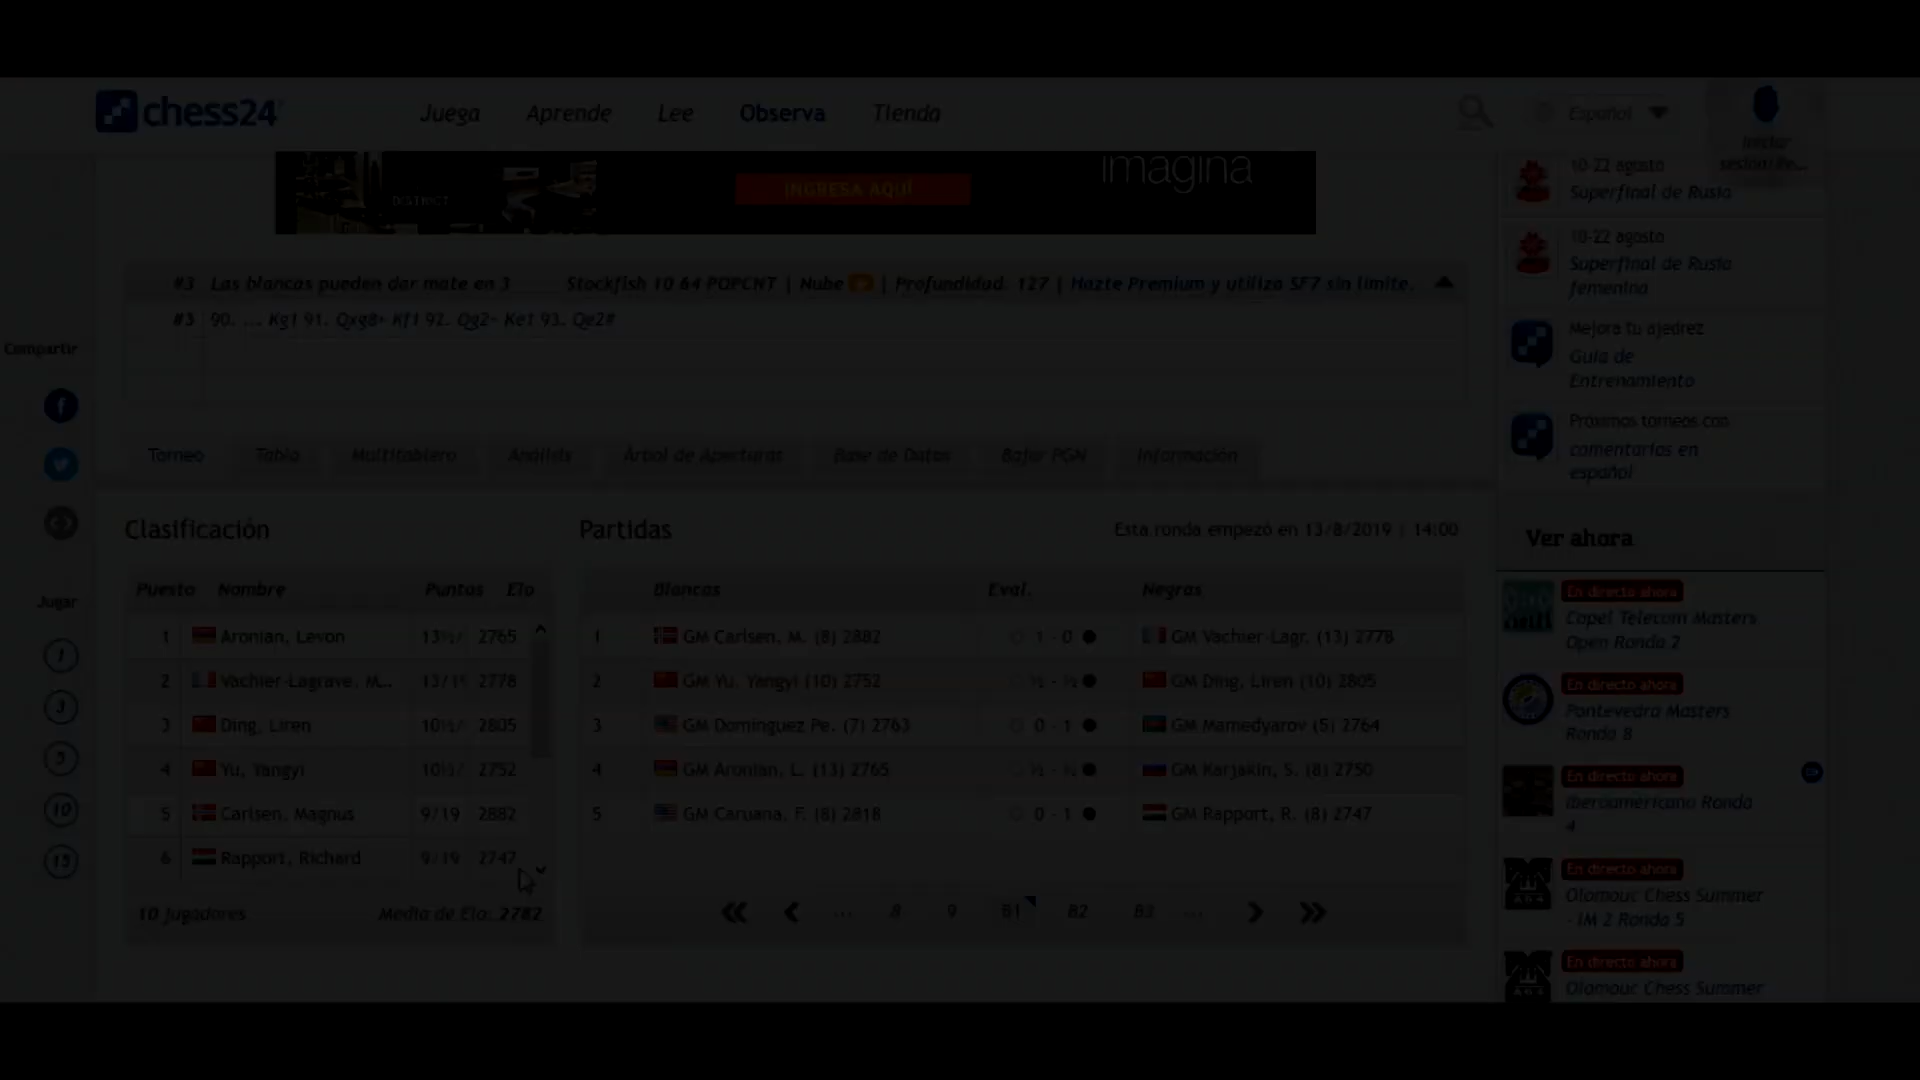 chess24
Juega Aprende Lee Observa Tienda
Español
Iniciar
DISTRICT
INGRESA AQUÍ
imagina
#3 Las blancas pueden dar mate en 3 Stockfish 10 64 POPCNT | Nube | Profundidad. 127 | Hazte Premium y utiliza SF7 sin límite.
#3 90. ... Kg1 91. Qxg8+ Kf1 92. Qg2+ Ke1 93. Qe2#
Compartir
Torneo Tabla Multitablero Análisis Árbol de Aperturas Base de Datos Bajar PGN Información
Clasificación
Puesto Nombre Puntos Elo
1 Aronian, Levon 2765
2 Vachier-Lagrave, M... 2778
3 Ding, Liren 2805
4 Yu, Yangyi 2752
5 Carlsen, Magnus 9/19 2882
6 Rapport, Richard 9/19 2747
10 Jugadores Media de Elo: 2782
Partidas
Esta ronda empezó en 13/8/2019 | 14:00
Blancas Eval. Negras
1 GM Carlsen, M. (8) 2882 1 - 0 GM Vachier-Lagr. (13) 2778
2 GM Yu, Yangyi (10) 2752 ½ - ½ GM Ding, Liren (10) 2805
3 GM Dominguez Pe. (7) 2763 0 - 1 GM Mamedyarov (5) 2764
4 GM Aronian, L. (13) 2765 ½ - ½ GM Karjakin, S. (8) 2750
5 GM Caruana, F. (8) 2818 0 - 1 GM Rapport, R. (8) 2747
... 8 9 B1 B2 B3 ...
Jugar
1
3
5
10
15
10-22 agosto
Superfinal de Rusia
10-22 agosto
Superfinal de Rusia
femenina
Mejora tu ajedrez
Guía de
Entrenamiento
Próximos torneos con
comentarios en
español
Ver ahora
En directo ahora
Capel Telecom Masters
Open Ronda 2
En directo ahora
Pontevedra Masters
Ronda 8
En directo ahora
Iberoamericano Ronda
4
En directo ahora
Olomouc Chess Summer
- IM 2 Ronda 5
En directo ahora
Olomouc Chess Summer